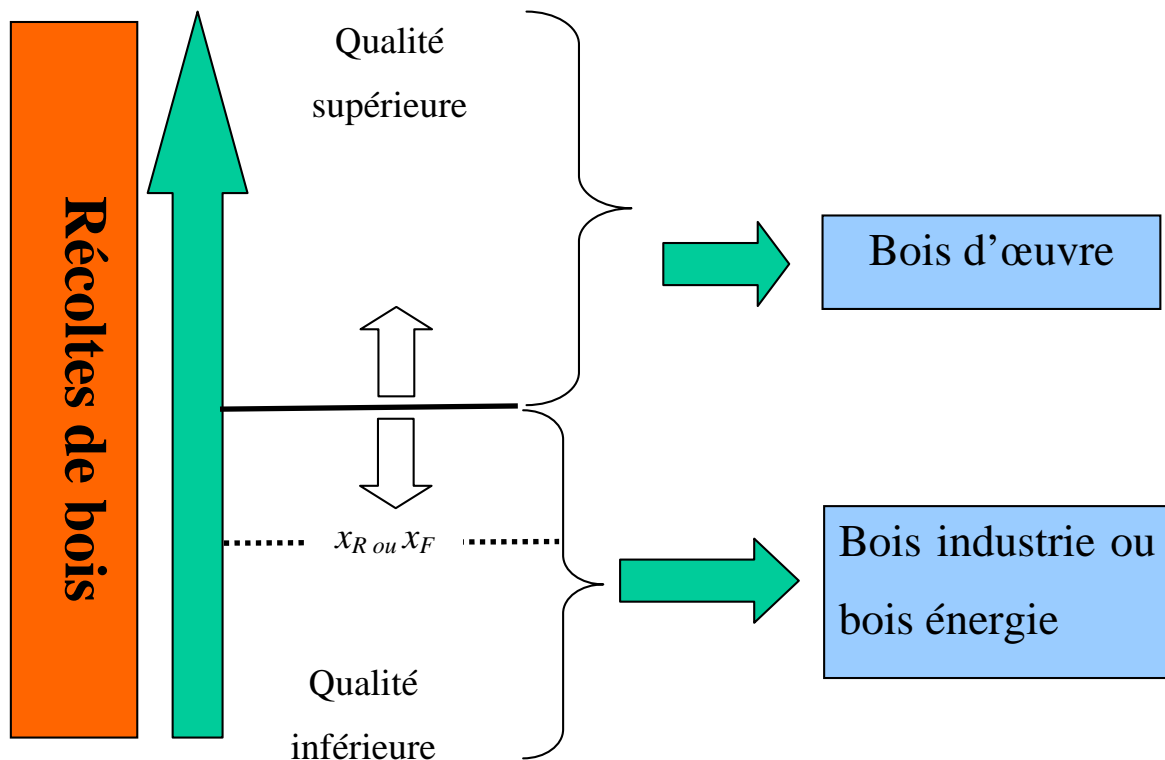 Récoltes de bois
Qualité
supérieure
Bois d’œuvre
x_R ou x_F
Bois industrie ou
bois énergie
Qualité
inférieure